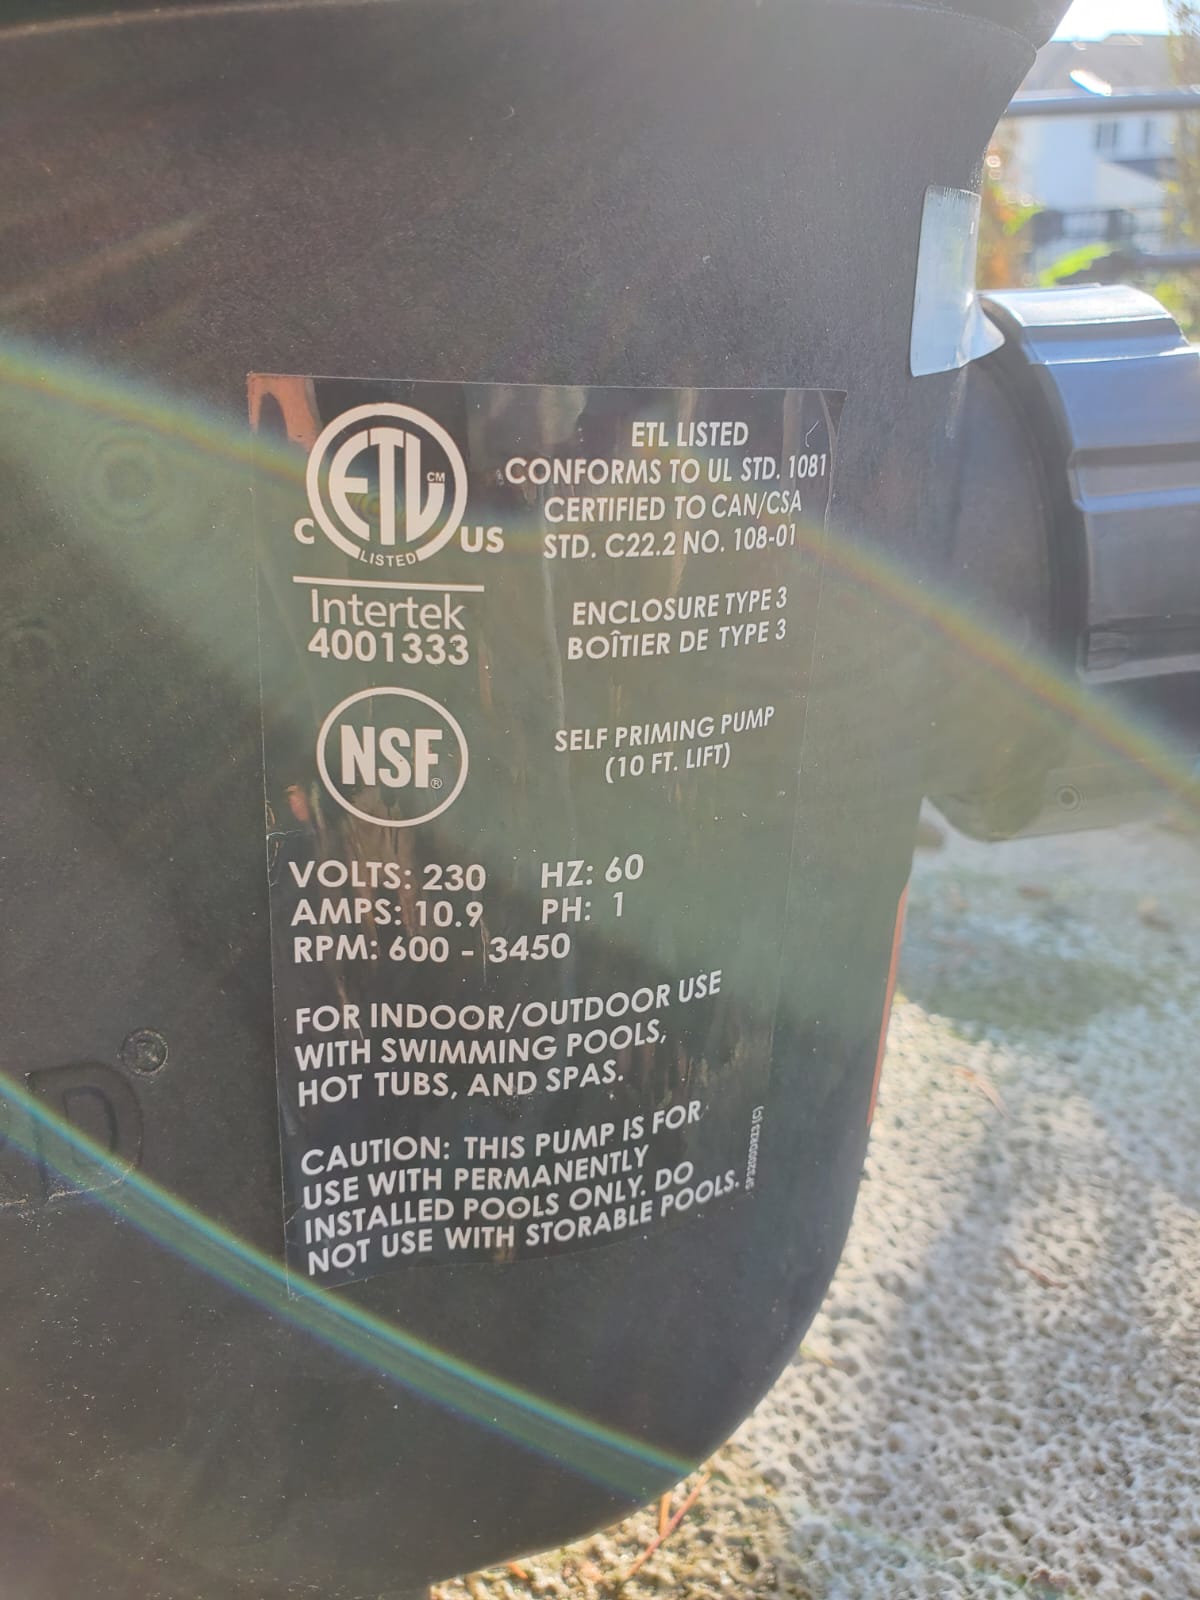 ETL CM
C US
LISTED
Intertek
4001333
ETL LISTED
CONFORMS TO UL STD. 1081
CERTIFIED TO CAN/CSA
STD. C22.2 NO. 108-01
ENCLOSURE TYPE 3
BOÎTIER DE TYPE 3
NSF®
SELF PRIMING PUMP
(10 FT. LIFT)
VOLTS: 230 HZ: 60
AMPS: 10.9 PH: 1
RPM: 600 - 3450
FOR INDOOR/OUTDOOR USE
WITH SWIMMING POOLS,
HOT TUBS, AND SPAS.
CAUTION: THIS PUMP IS FOR
USE WITH PERMANENTLY
INSTALLED POOLS ONLY. DO
NOT USE WITH STORABLE POOLS.
D®